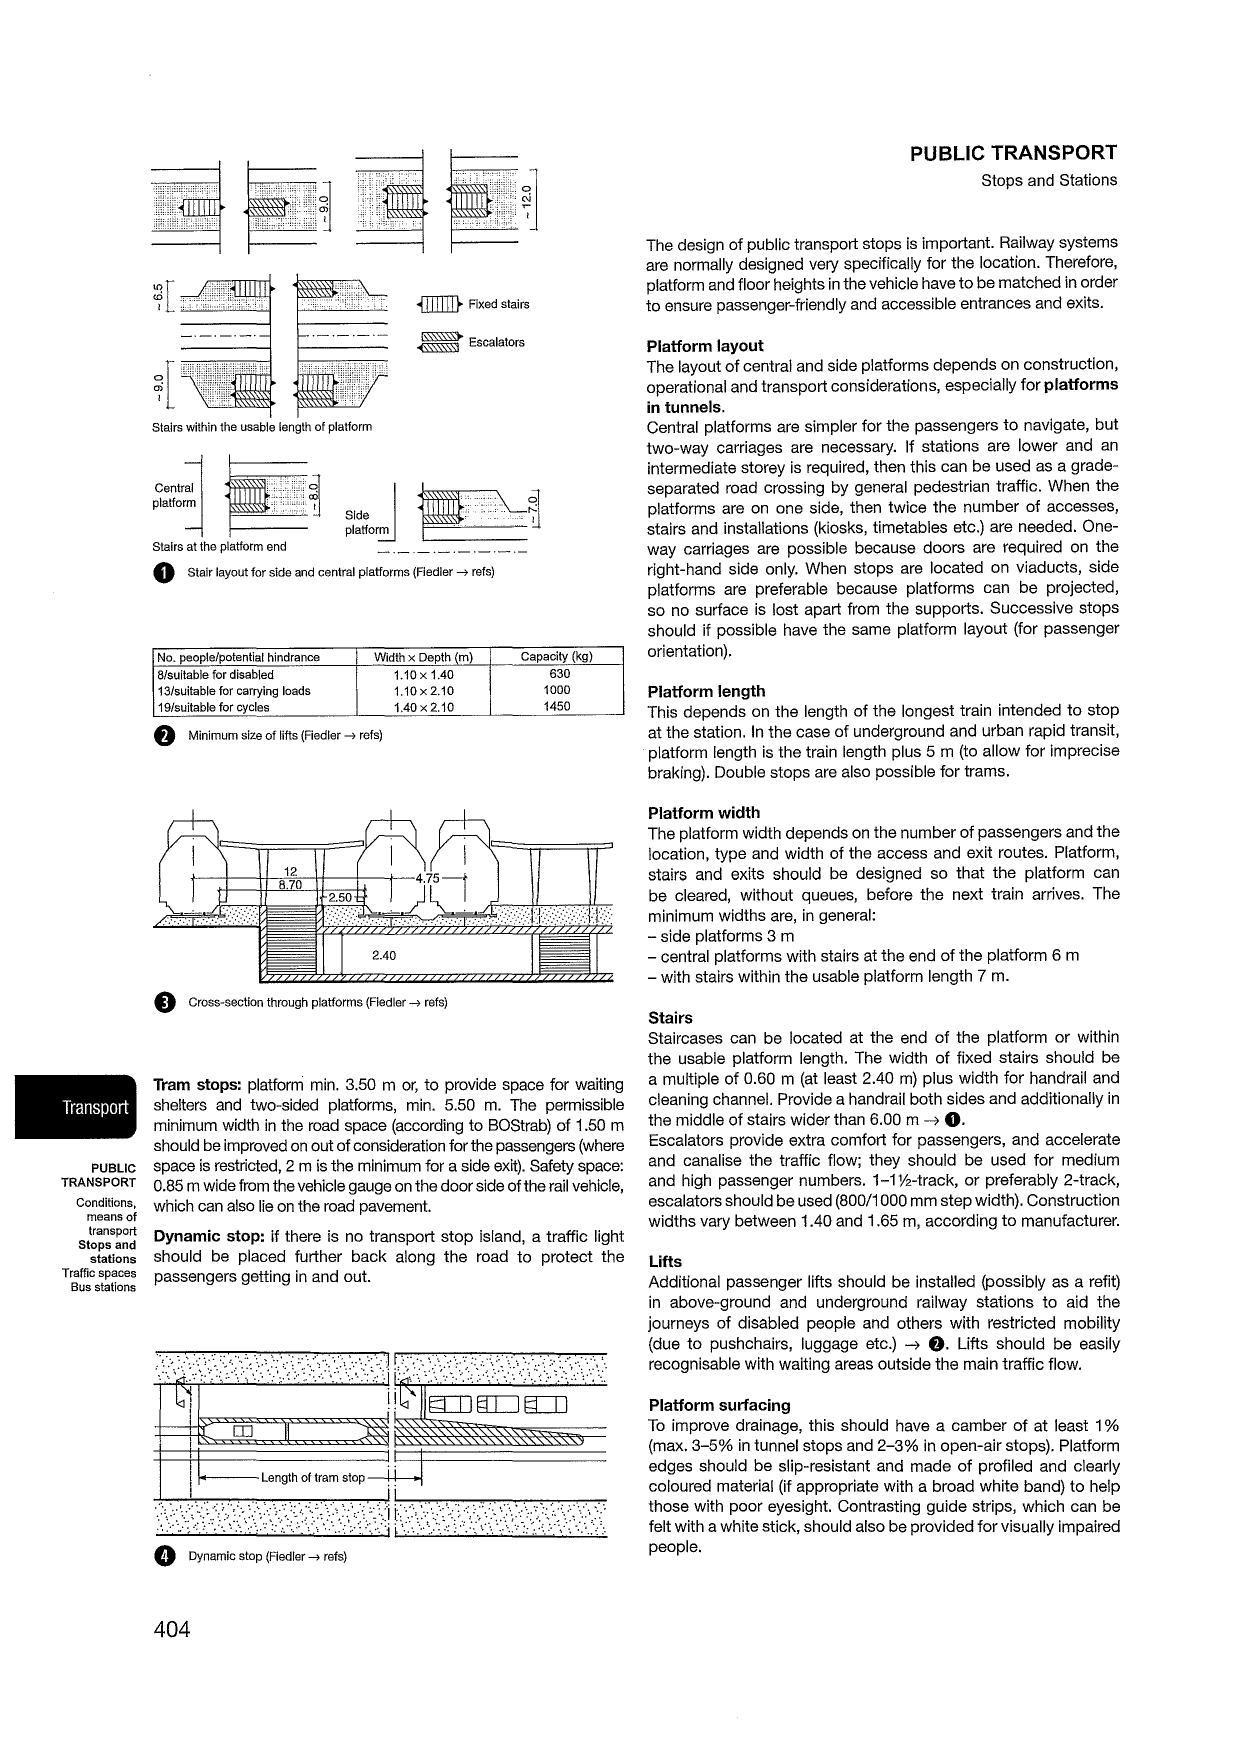 PUBLIC TRANSPORT
Stops and Stations
~ 9.0
~ 12.0
~ 6.5
Fixed stairs
Escalators
~ 9.0
Stairs within the usable length of platform
Central
platform
~ 8.0
Side
platform
~ 7.0
Stairs at the platform end
1 Stair layout for side and central platforms (Fiedler → refs)
No. people/potential hindrance Width × Depth (m) Capacity (kg)
8/suitable for disabled 1.10 × 1.40 630
13/suitable for carrying loads 1.10 × 2.10 1000
19/suitable for cycles 1.40 × 2.10 1450
2 Minimum size of lifts (Fiedler → refs)
12
8.70
2.50
4.75
2.40
3 Cross-section through platforms (Fiedler → refs)
Tram stops: platform min. 3.50 m or, to provide space for waiting
shelters and two-sided platforms, min. 5.50 m. The permissible
minimum width in the road space (according to BOStrab) of 1.50 m
should be improved on out of consideration for the passengers (where
space is restricted, 2 m is the minimum for a side exit). Safety space:
0.85 m wide from the vehicle gauge on the door side of the rail vehicle,
which can also lie on the road pavement.
Dynamic stop: if there is no transport stop island, a traffic light
should be placed further back along the road to protect the
passengers getting in and out.
Length of tram stop
4 Dynamic stop (Fiedler → refs)
Transport
PUBLIC
TRANSPORT
Conditions,
means of
transport
Stops and
stations
Traffic spaces
Bus stations
The design of public transport stops is important. Railway systems
are normally designed very specifically for the location. Therefore,
platform and floor heights in the vehicle have to be matched in order
to ensure passenger-friendly and accessible entrances and exits.
Platform layout
The layout of central and side platforms depends on construction,
operational and transport considerations, especially for platforms
in tunnels.
Central platforms are simpler for the passengers to navigate, but
two-way carriages are necessary. If stations are lower and an
intermediate storey is required, then this can be used as a grade-
separated road crossing by general pedestrian traffic. When the
platforms are on one side, then twice the number of accesses,
stairs and installations (kiosks, timetables etc.) are needed. One-
way carriages are possible because doors are required on the
right-hand side only. When stops are located on viaducts, side
platforms are preferable because platforms can be projected,
so no surface is lost apart from the supports. Successive stops
should if possible have the same platform layout (for passenger
orientation).
Platform length
This depends on the length of the longest train intended to stop
at the station. In the case of underground and urban rapid transit,
platform length is the train length plus 5 m (to allow for imprecise
braking). Double stops are also possible for trams.
Platform width
The platform width depends on the number of passengers and the
location, type and width of the access and exit routes. Platform,
stairs and exits should be designed so that the platform can
be cleared, without queues, before the next train arrives. The
minimum widths are, in general:
– side platforms 3 m
– central platforms with stairs at the end of the platform 6 m
– with stairs within the usable platform length 7 m.
Stairs
Staircases can be located at the end of the platform or within
the usable platform length. The width of fixed stairs should be
a multiple of 0.60 m (at least 2.40 m) plus width for handrail and
cleaning channel. Provide a handrail both sides and additionally in
the middle of stairs wider than 6.00 m → 1.
Escalators provide extra comfort for passengers, and accelerate
and canalise the traffic flow; they should be used for medium
and high passenger numbers. 1–1½-track, or preferably 2-track,
escalators should be used (800/1000 mm step width). Construction
widths vary between 1.40 and 1.65 m, according to manufacturer.
Lifts
Additional passenger lifts should be installed (possibly as a refit)
in above-ground and underground railway stations to aid the
journeys of disabled people and others with restricted mobility
(due to pushchairs, luggage etc.) → 2. Lifts should be easily
recognisable with waiting areas outside the main traffic flow.
Platform surfacing
To improve drainage, this should have a camber of at least 1%
(max. 3–5% in tunnel stops and 2–3% in open-air stops). Platform
edges should be slip-resistant and made of profiled and clearly
coloured material (if appropriate with a broad white band) to help
those with poor eyesight. Contrasting guide strips, which can be
felt with a white stick, should also be provided for visually impaired
people.
404